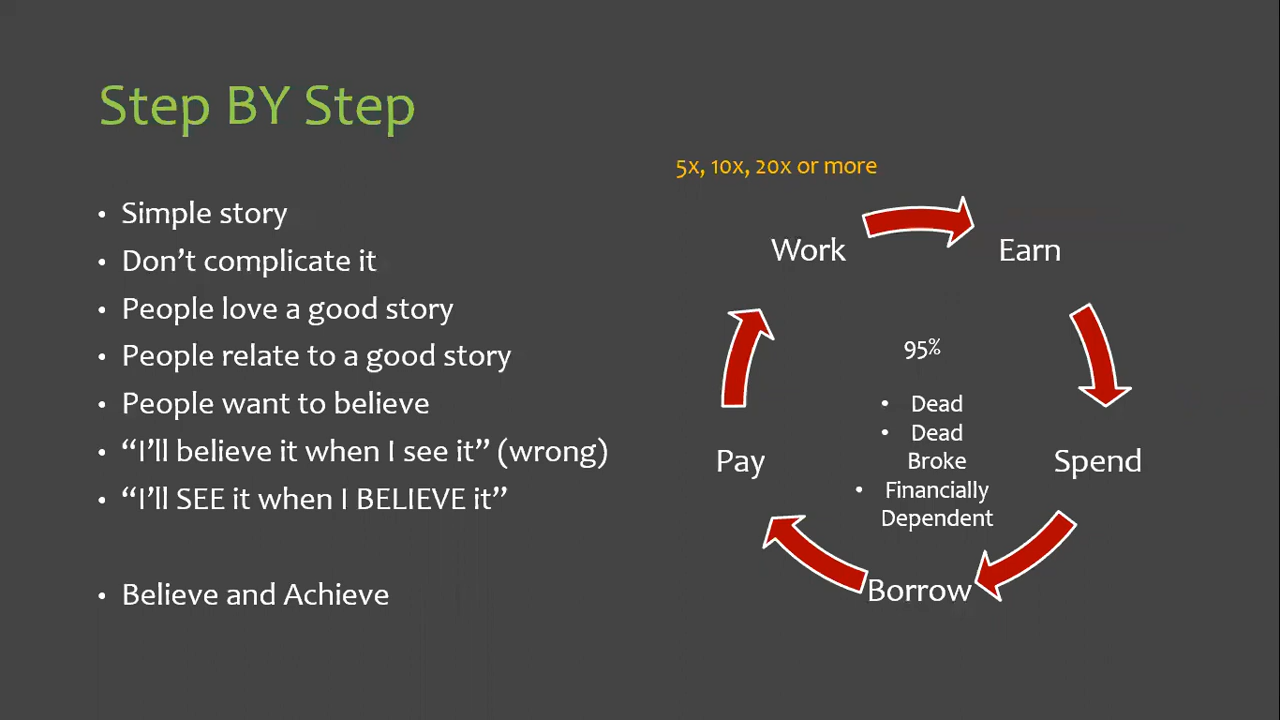 Step BY Step
• Simple story
• Don’t complicate it
• People love a good story
• People relate to a good story
• People want to believe
• “I’ll believe it when I see it” (wrong)
• “I’ll SEE it when I BELIEVE it”
• Believe and Achieve
5x, 10x, 20x or more
Work
Earn
Spend
Borrow
Pay
95%
• Dead
• Dead
Broke
• Financially
Dependent